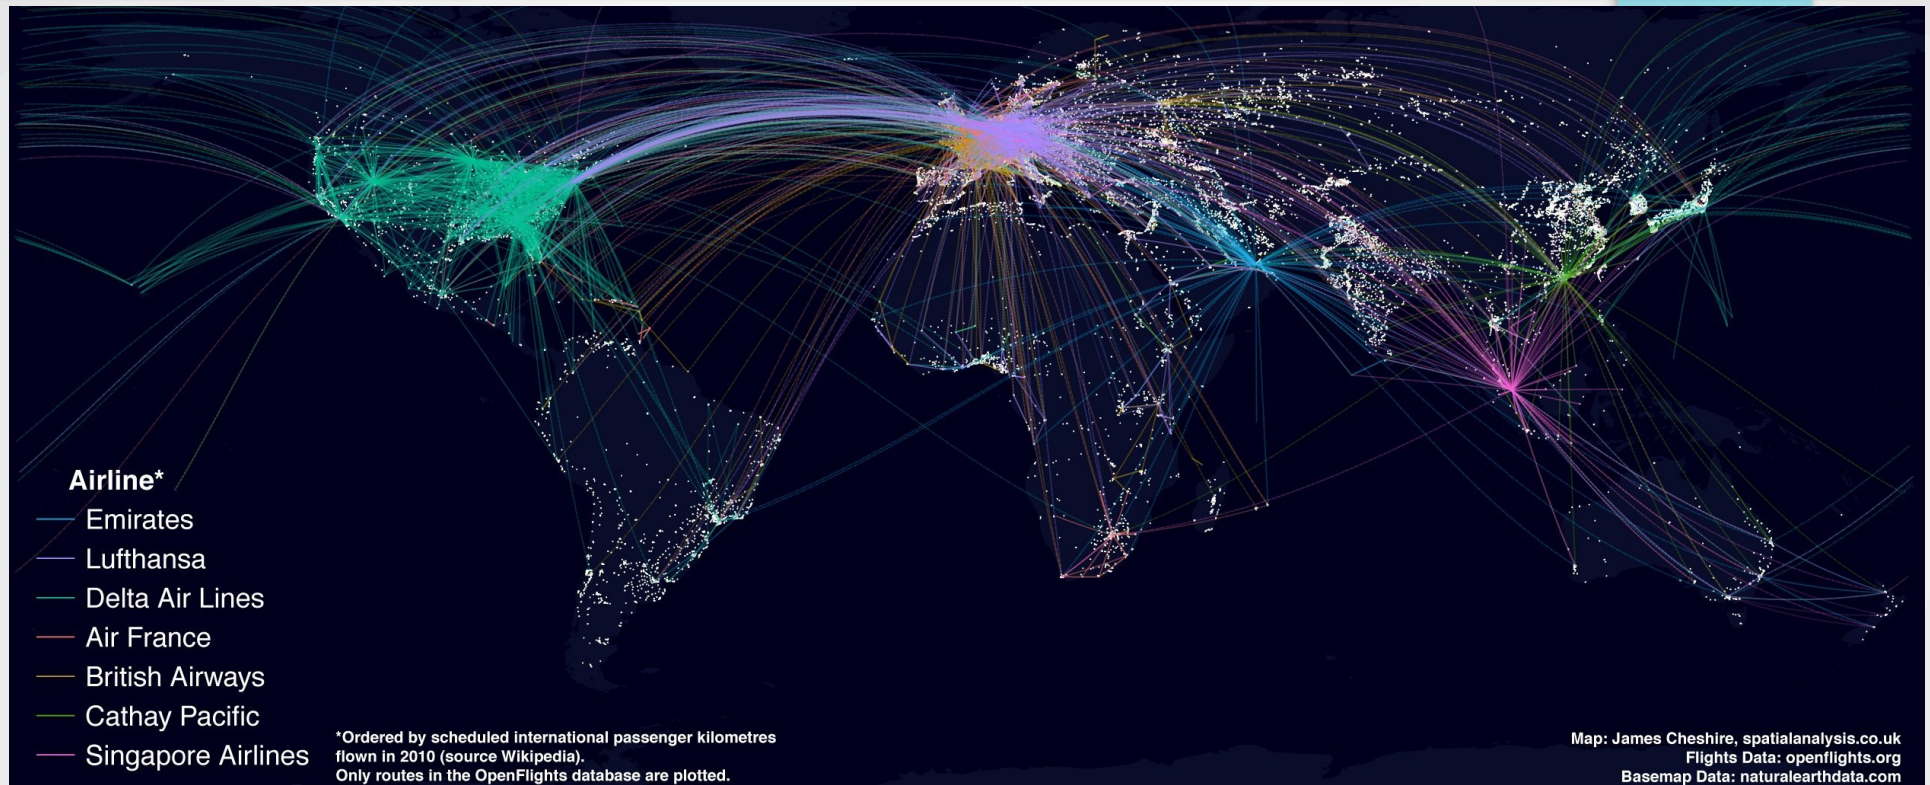 Airline*
Emirates
Lufthansa
Delta Air Lines
Air France
British Airways
Cathay Pacific
Singapore Airlines
*Ordered by scheduled international passenger kilometres
flown in 2010 (source Wikipedia).
Only routes in the OpenFlights database are plotted.
Map: James Cheshire, spatialanalysis.co.uk
Flights Data: openflights.org
Basemap Data: naturalearthdata.com